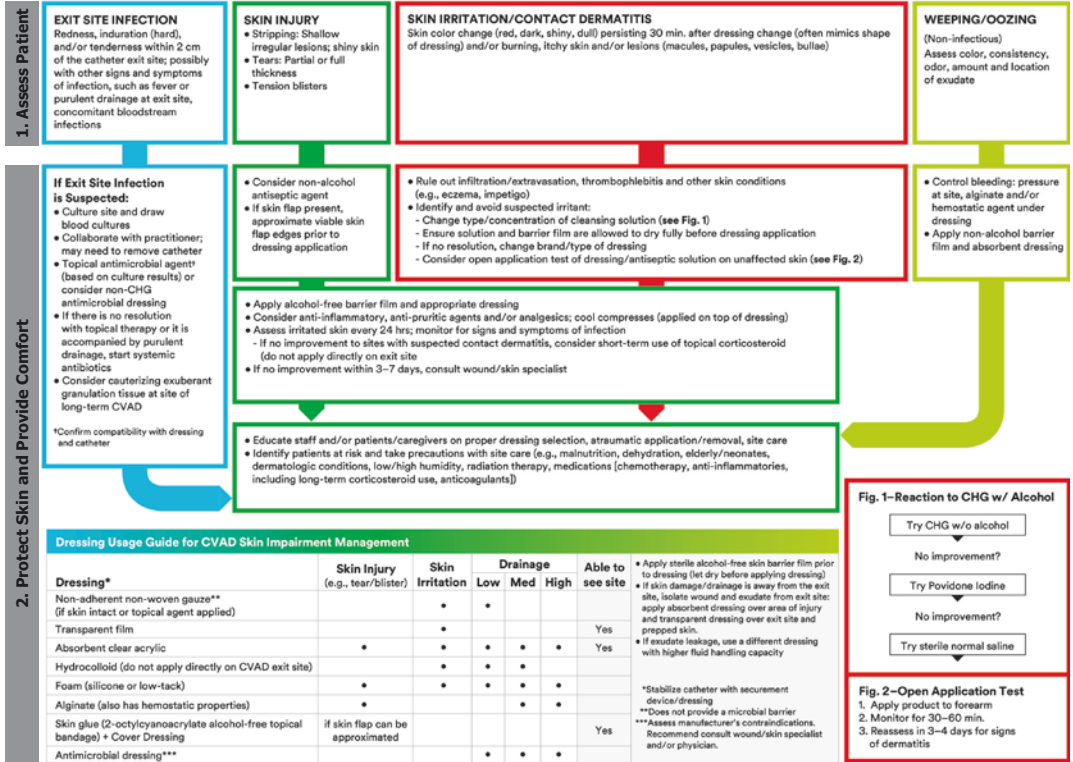 1. Assess Patient
EXIT SITE INFECTION
Redness, induration (hard),
and/or tenderness within 2 cm
of the catheter exit site; possibly
with other signs and symptoms
of infection, such as fever or
purulent drainage at exit site,
concomitant bloodstream
infections
SKIN INJURY
• Stripping: Shallow
irregular lesions; shiny skin
• Tears: Partial or full
thickness
• Tension blisters
SKIN IRRITATION/CONTACT DERMATITIS
Skin color change (red, dark, shiny, dull) persisting 30 min. after dressing change (often mimics shape
of dressing) and/or burning, itchy skin and/or lesions (macules, papules, vesicles, bullae)
WEEPING/OOZING
(Non-infectious)
Assess color, consistency,
odor, amount and location
of exudate
2. Protect Skin and Provide Comfort
If Exit Site Infection
is Suspected:
• Culture site and draw
blood cultures
• Collaborate with practitioner;
may need to remove catheter
• Topical antimicrobial agent†
(based on culture results) or
consider non-CHG
antimicrobial dressing
• If there is no resolution
with topical therapy or it is
accompanied by purulent
drainage, start systemic
antibiotics
• Consider cauterizing exuberant
granulation tissue at site of
long-term CVAD
†Confirm compatibility with dressing
and catheter
• Consider non-alcohol
antiseptic agent
• If skin flap present,
approximate viable skin
flap edges prior to
dressing application
• Rule out infiltration/extravasation, thrombophlebitis and other skin conditions
(e.g., eczema, impetigo)
• Identify and avoid suspected irritant:
- Change type/concentration of cleansing solution (see Fig. 1)
- Ensure solution and barrier film are allowed to dry fully before dressing application
- If no resolution, change brand/type of dressing
- Consider open application test of dressing/antiseptic solution on unaffected skin (see Fig. 2)
• Control bleeding: pressure
at site, alginate and/or
hemostatic agent under
dressing
• Apply non-alcohol barrier
film and absorbent dressing
• Apply alcohol-free barrier film and appropriate dressing
• Consider anti-inflammatory, anti-pruritic agents and/or analgesics; cool compresses (applied on top of dressing)
• Assess irritated skin every 24 hrs; monitor for signs and symptoms of infection
- If no improvement to sites with suspected contact dermatitis, consider short-term use of topical corticosteroid
(do not apply directly on exit site
• If no improvement within 3–7 days, consult wound/skin specialist
• Educate staff and/or patients/caregivers on proper dressing selection, atraumatic application/removal, site care
• Identify patients at risk and take precautions with site care (e.g., malnutrition, dehydration, elderly/neonates,
dermatologic conditions, low/high humidity, radiation therapy, medications [chemotherapy, anti-inflammatories,
including long-term corticosteroid use, anticoagulants])
Dressing Usage Guide for CVAD Skin Impairment Management
Dressing* Skin Injury (e.g., tear/blister) Skin Irritation Drainage Low Med High Able to see site
Non-adherent non-woven gauze** • •
(if skin intact or topical agent applied)
Transparent film • Yes
Absorbent clear acrylic • • • • • Yes
Hydrocolloid (do not apply directly on CVAD exit site) • • •
Foam (silicone or low-tack) • • • • •
Alginate (also has hemostatic properties) • • •
Skin glue (2-octylcyanoacrylate alcohol-free topical if skin flap can be Yes
bandage) + Cover Dressing approximated
Antimicrobial dressing*** • • •
• Apply sterile alcohol-free skin barrier film prior
to dressing (let dry before applying dressing)
• If skin damage/drainage is away from the exit
site, isolate wound and exudate from exit site:
apply absorbent dressing over area of injury
and transparent dressing over exit site and
prepped skin.
• If exudate leakage, use a different dressing
with higher fluid handling capacity
*Stabilize catheter with securement
device/dressing
**Does not provide a microbial barrier
***Assess manufacturer's contraindications.
Recommend consult wound/skin specialist
and/or physician.
Fig. 1–Reaction to CHG w/ Alcohol
Try CHG w/o alcohol
No improvement?
Try Povidone Iodine
No improvement?
Try sterile normal saline
Fig. 2–Open Application Test
1. Apply product to forearm
2. Monitor for 30–60 min.
3. Reassess in 3–4 days for signs
of dermatitis